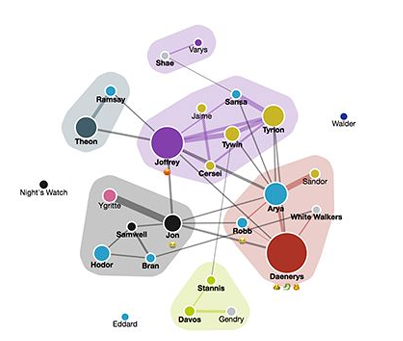 Varys
Shae
Ramsay
Sansa
Jaime
Walder
Theon
Tyrion
Tywin
Joffrey
Cersei
Sandor
Night's Watch
Ygritte
Arya
White Walkers
Samwell
Jon
Robb
Hodor
Bran
Daenerys
Stannis
Eddard
Davos
Gendry